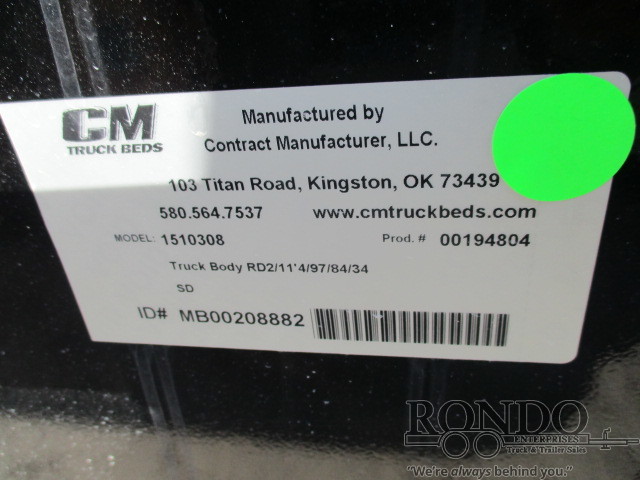 CM
TRUCK BEDS
Manufactured by
Contract Manufacturer, LLC.
103 Titan Road, Kingston, OK 73439
580.564.7537 www.cmtruckbeds.com
MODEL: 1510308 Prod. # 00194804
Truck Body RD2/11'4/97/84/34
SD
ID# MB00208882
RONDO
ENTERPRISES
Truck & Trailer Sales
"We're always behind you."